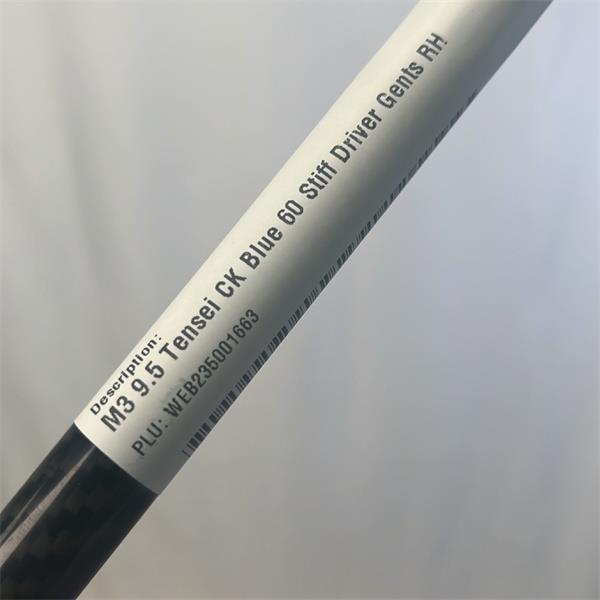 Description:
M3 9.5 Tensei CK Blue 60 Stiff Driver Gents RH
PLU: WEB235001663